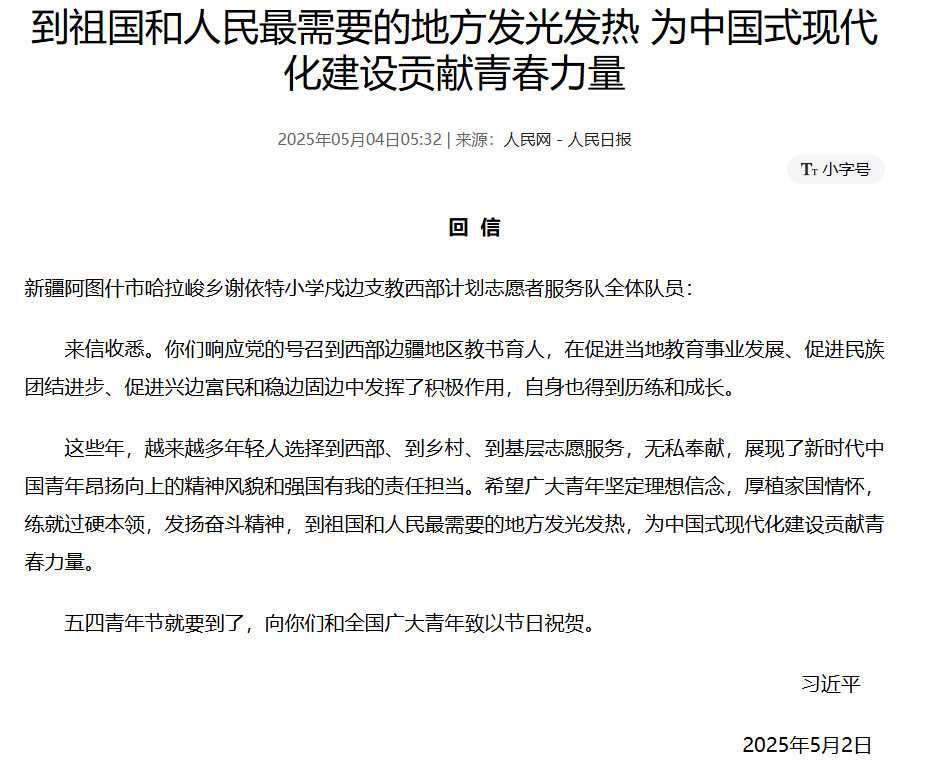 到祖国和人民最需要的地方发光发热 为中国式现代
化建设贡献青春力量
2025年05月04日05:32 | 来源：人民网－人民日报
TT 小字号
回 信
新疆阿图什市哈拉峻乡谢依特小学戍边支教西部计划志愿者服务队全体队员：
来信收悉。你们响应党的号召到西部边疆地区教书育人，在促进当地教育事业发展、促进民族
团结进步、促进兴边富民和稳边固边中发挥了积极作用，自身也得到历练和成长。
这些年，越来越多年轻人选择到西部、到乡村、到基层志愿服务，无私奉献，展现了新时代中
国青年昂扬向上的精神风貌和强国有我的责任担当。希望广大青年坚定理想信念，厚植家国情怀，
练就过硬本领，发扬奋斗精神，到祖国和人民最需要的地方发光发热，为中国式现代化建设贡献青
春力量。
五四青年节就要到了，向你们和全国广大青年致以节日祝贺。
习近平
2025年5月2日